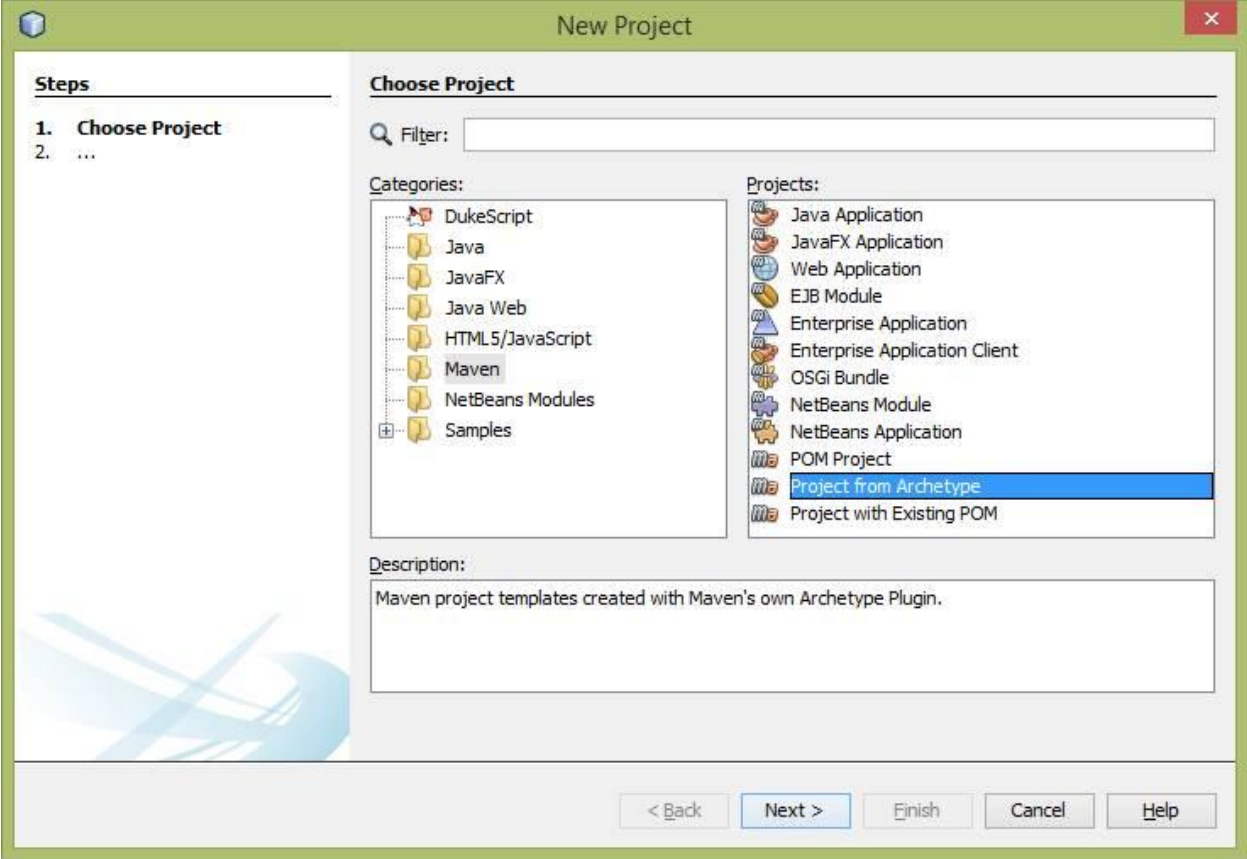 New Project
Steps
1. Choose Project
2. ...
Choose Project
Filter:
Categories:
DukeScript
Java
JavaFX
Java Web
HTML5/JavaScript
Maven
NetBeans Modules
Samples
Projects:
Java Application
JavaFX Application
Web Application
EJB Module
Enterprise Application
Enterprise Application Client
OSGi Bundle
NetBeans Module
NetBeans Application
POM Project
Project from Archetype
Project with Existing POM
Description:
Maven project templates created with Maven's own Archetype Plugin.
< Back Next > Finish Cancel Help